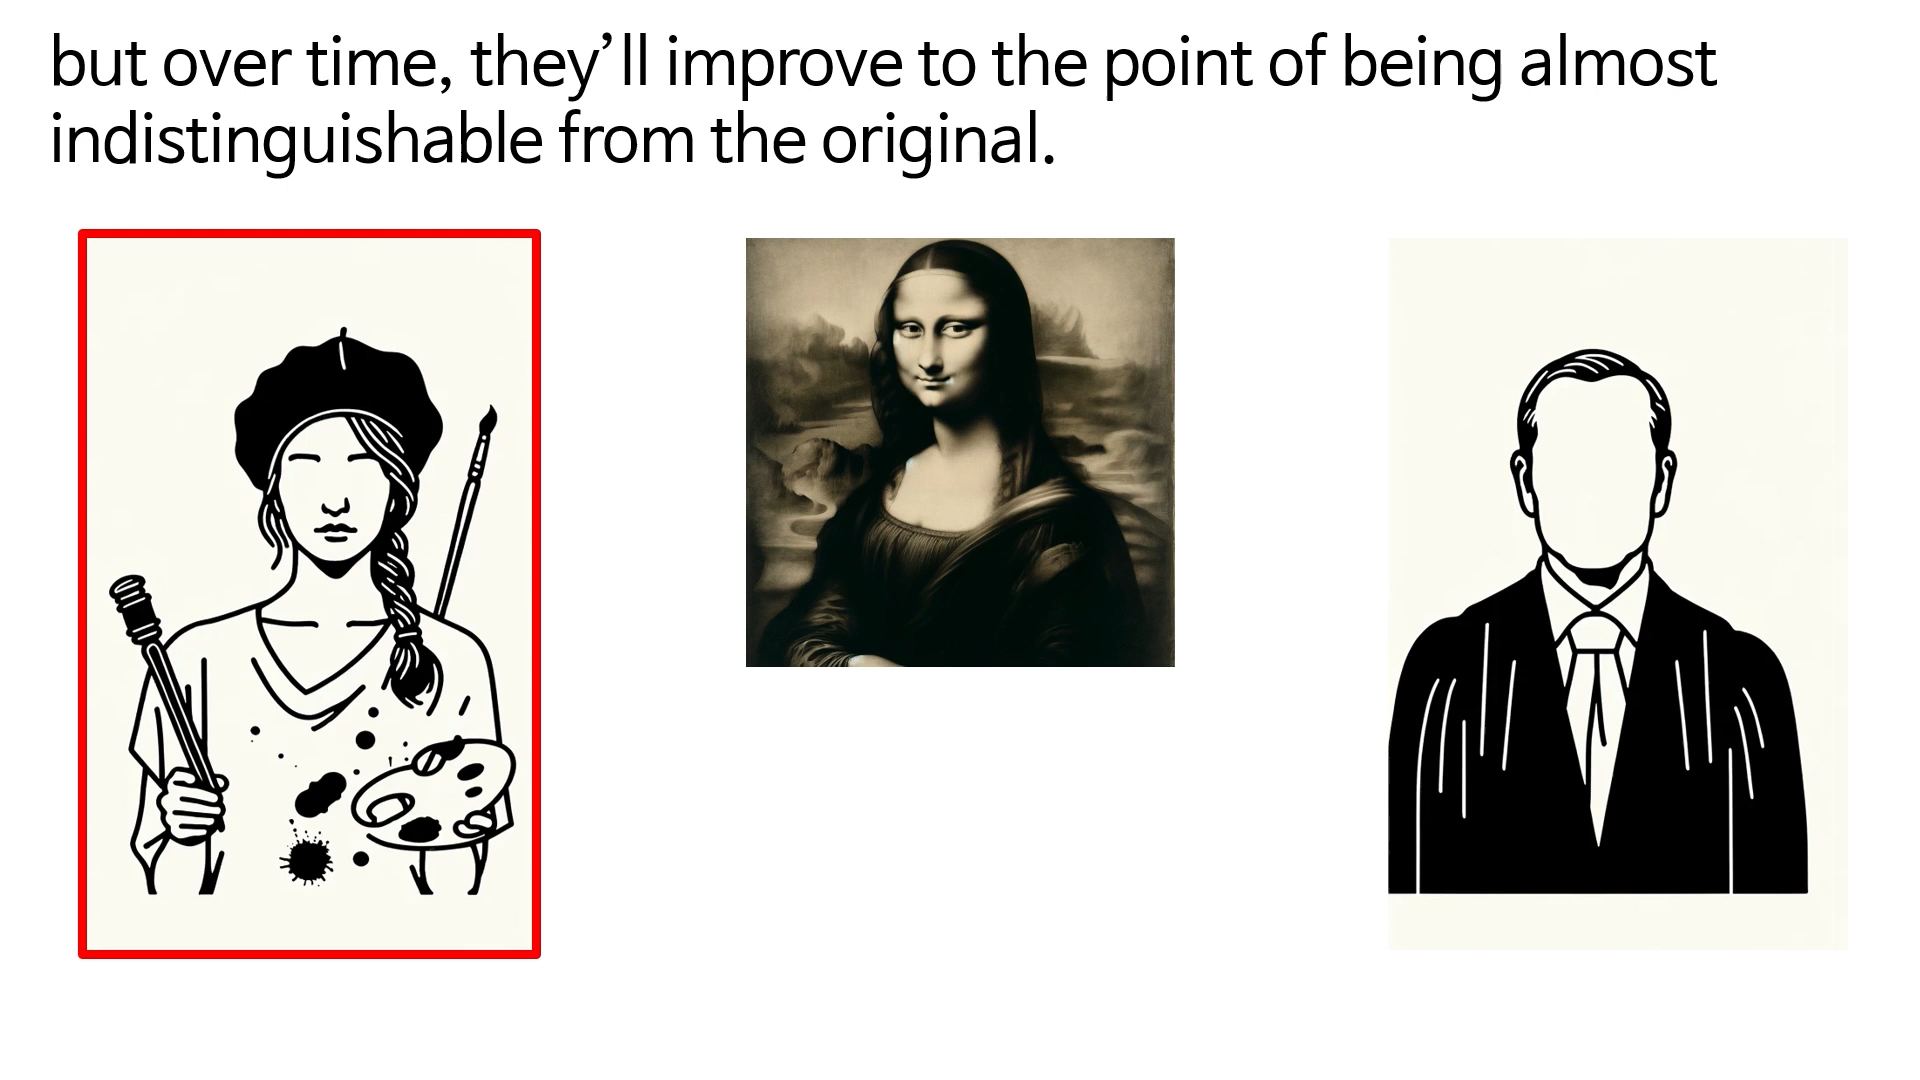 but over time, they’ll improve to the point of being almost
indistinguishable from the original.